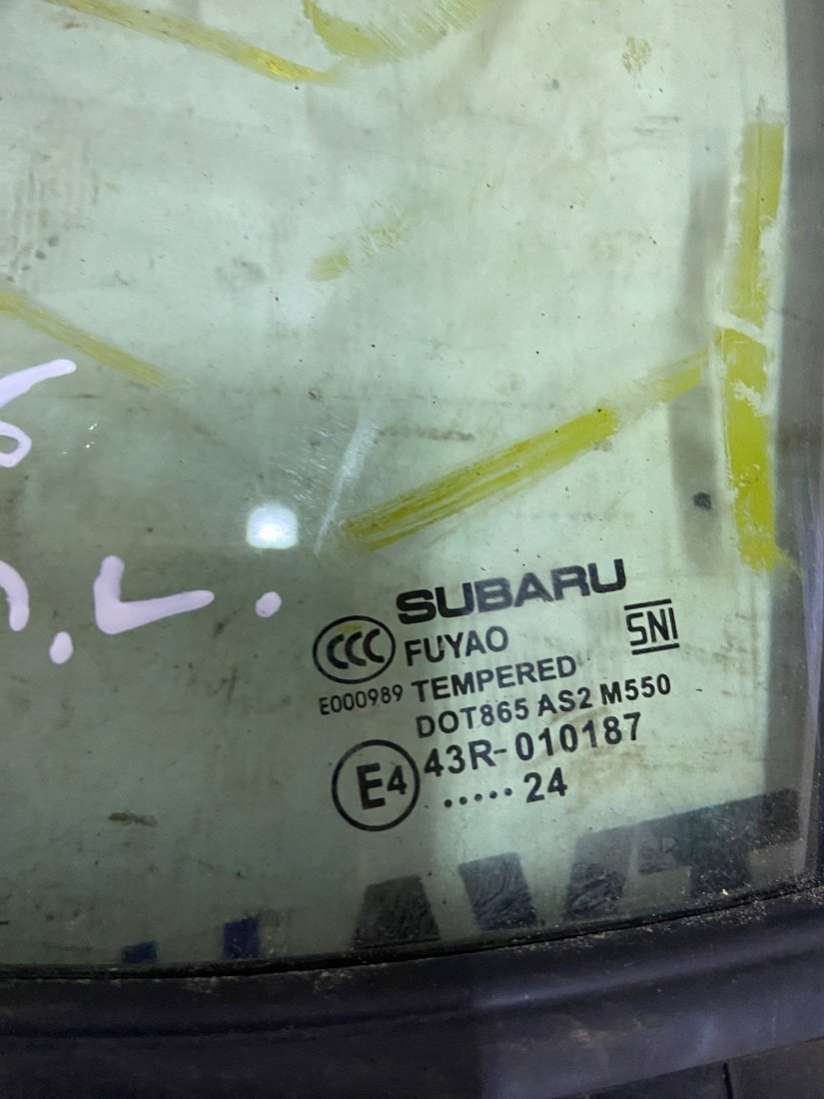 SUBARU
CCC FUYAO SNI
E000989 TEMPERED
DOT865 AS2 M550
E4 43R-010187
.....24